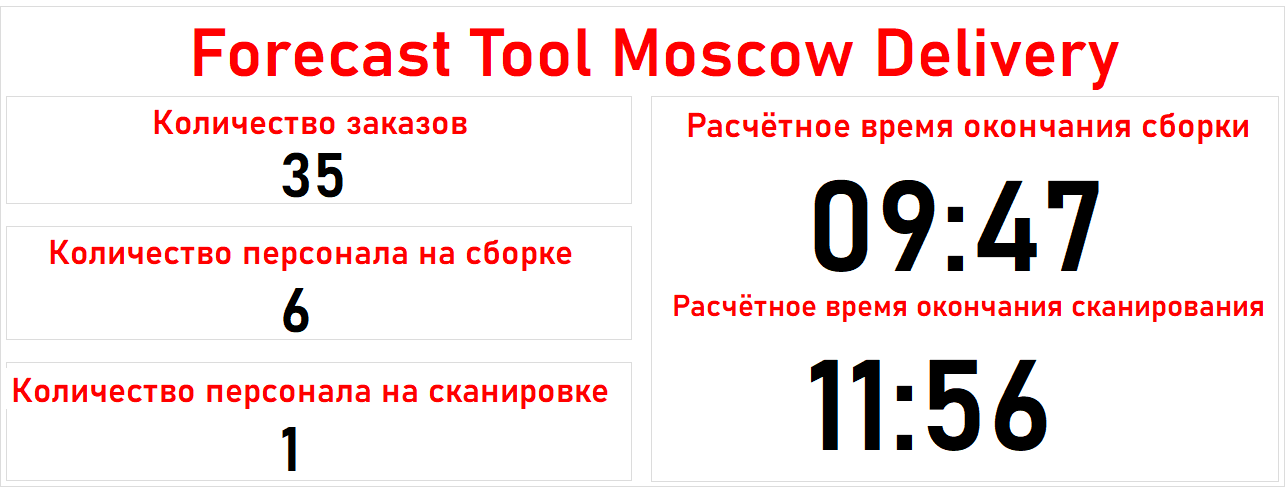 Forecast Tool Moscow Delivery
Количество заказов
35
Количество персонала на сборке
6
Количество персонала на сканировке
1
Расчётное время окончания сборки
09:47
Расчётное время окончания сканирования
11:56